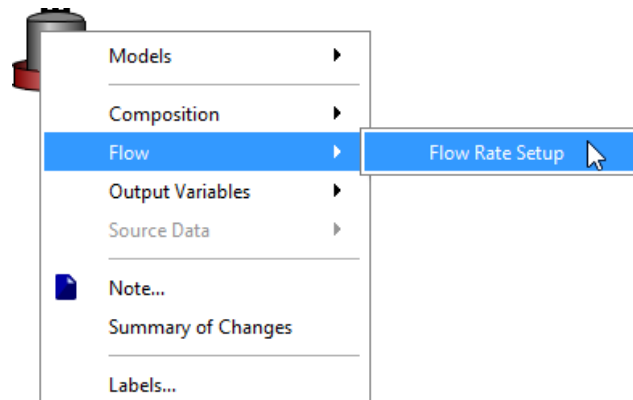 Models
Composition
Flow
Flow Rate Setup
Output Variables
Source Data
Note...
Summary of Changes
Labels...